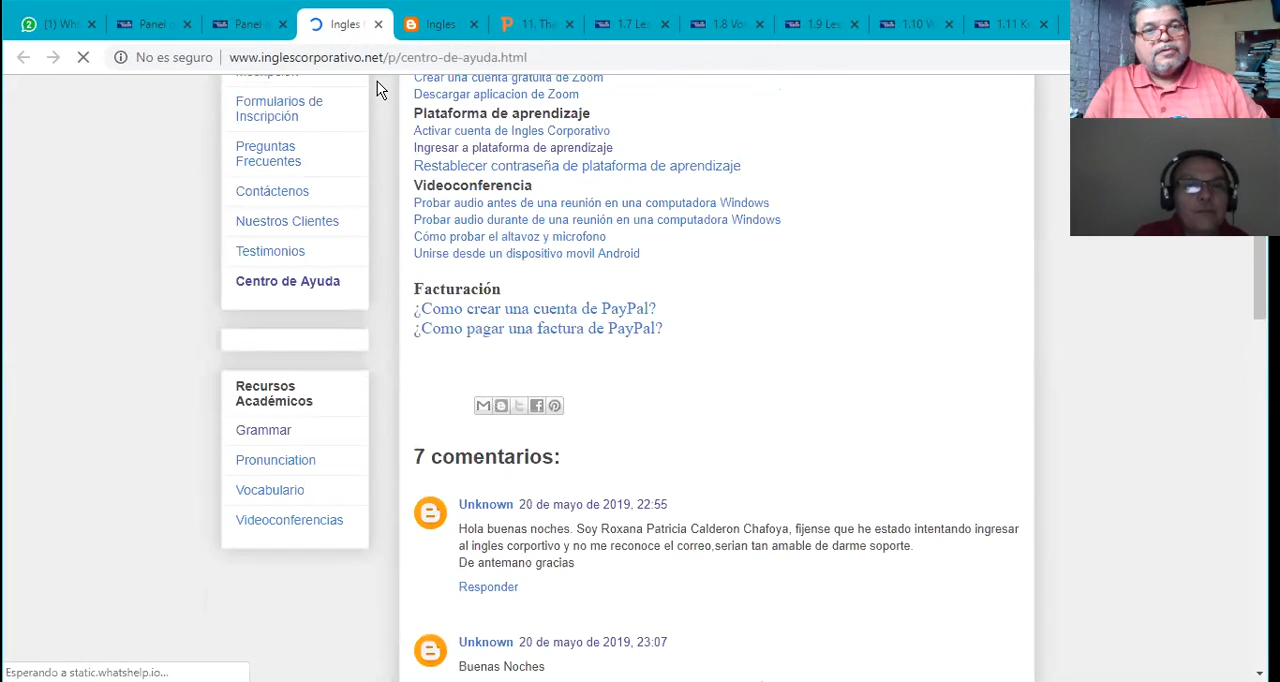 (1) Wh
Panel
Panel
Ingles
Ingles
11. Tha
1.7 Les
1.8 Vo
1.9 Les
1.10 V
1.11 K
No es seguro
www.inglescorporativo.net/p/centro-de-ayuda.html
Inscripción
Formularios de
Inscripción
Preguntas
Frecuentes
Contáctenos
Nuestros Clientes
Testimonios
Centro de Ayuda
Recursos
Académicos
Grammar
Pronunciation
Vocabulario
Videoconferencias
Crear una cuenta gratuita de Zoom
Descargar aplicacion de Zoom
Plataforma de aprendizaje
Activar cuenta de Ingles Corporativo
Ingresar a plataforma de aprendizaje
Restablecer contraseña de plataforma de aprendizaje
Videoconferencia
Probar audio antes de una reunión en una computadora Windows
Probar audio durante de una reunión en una computadora Windows
Cómo probar el altavoz y microfono
Unirse desde un dispositivo movil Android
Facturación
¿Como crear una cuenta de PayPal?
¿Como pagar una factura de PayPal?
7 comentarios:
Unknown 20 de mayo de 2019, 22:55
Hola buenas noches. Soy Roxana Patricia Calderon Chafoya, fijense que he estado intentando ingresar
al ingles corportivo y no me reconoce el correo,serian tan amable de darme soporte.
De antemano gracias
Responder
Unknown 20 de mayo de 2019, 23:07
Buenas Noches
Esperando a static.whatshelp.io...